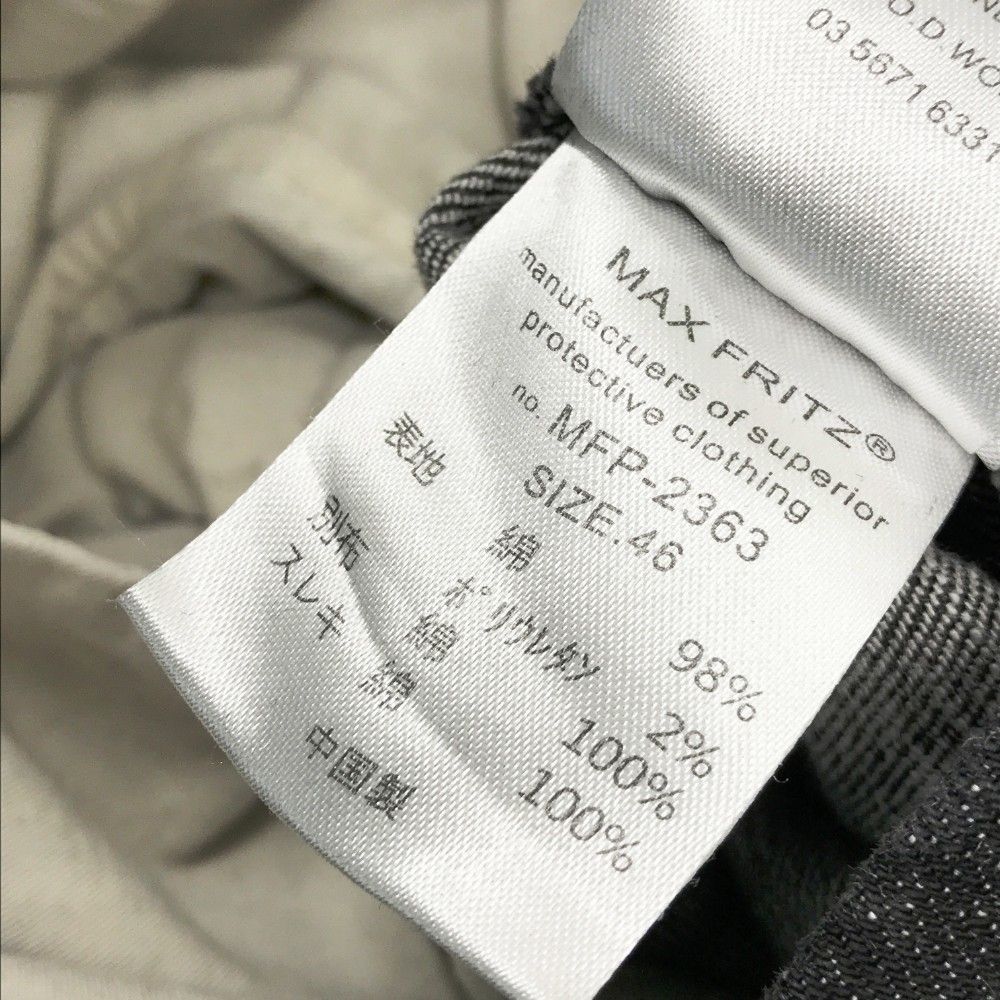 O.D.WO
03 5671 6331
MAX FRITZ®
manufactuers of superior
protective clothing
no. MFP-2363
SIZE.46
表地 綿 98%
ポリウレタン 2%
別布 綿 100%
スレキ 綿 100%
中国製